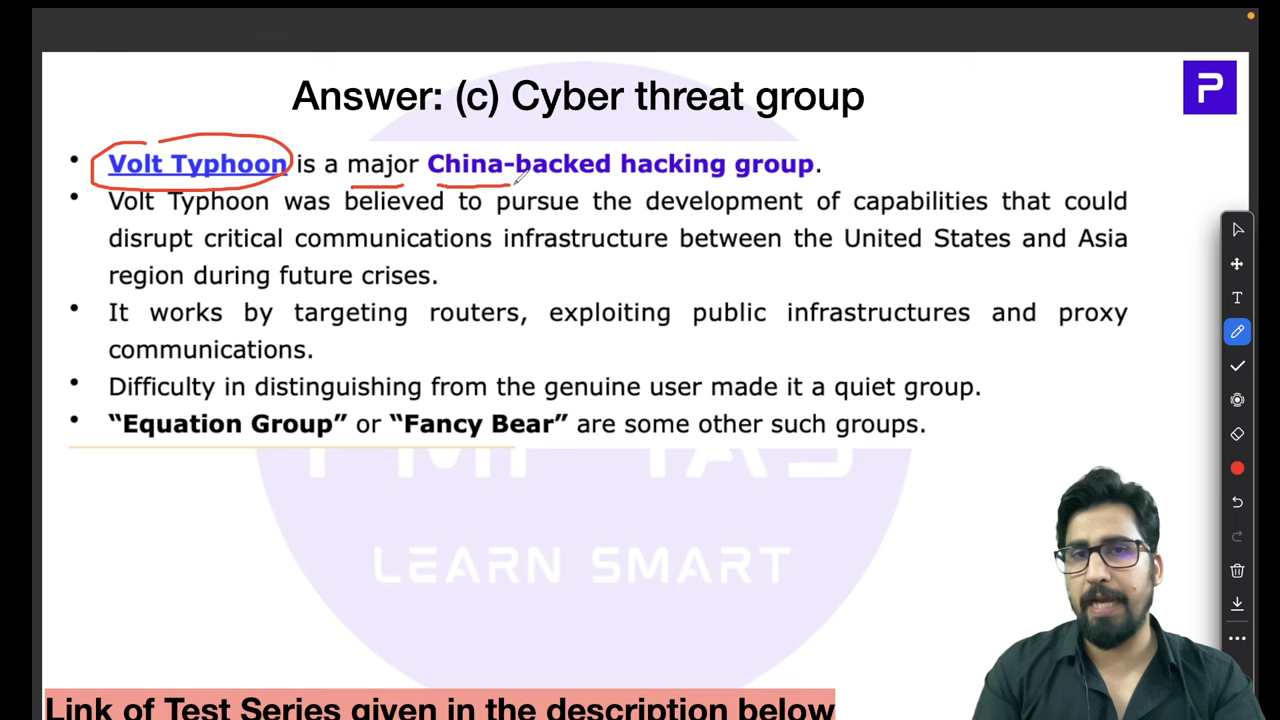 Answer: (c) Cyber threat group
P
• Volt Typhoon is a major China-backed hacking group.
• Volt Typhoon was believed to pursue the development of capabilities that could
disrupt critical communications infrastructure between the United States and Asia
region during future crises.
• It works by targeting routers, exploiting public infrastructures and proxy
communications.
• Difficulty in distinguishing from the genuine user made it a quiet group.
• “Equation Group” or “Fancy Bear” are some other such groups.
LEARN SMART
T
Link of Test Series given in the description below